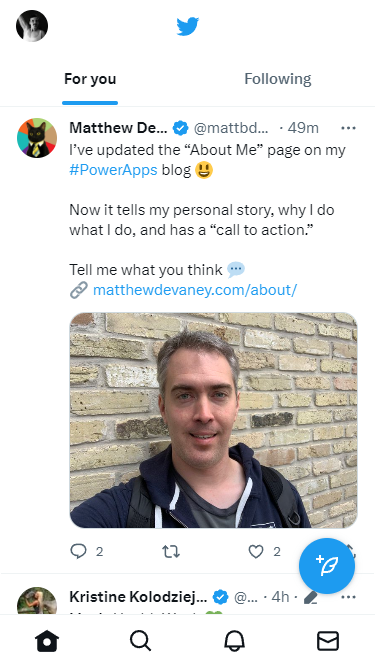 For you Following
Matthew De... @mattbd... · 49m
I’ve updated the “About Me” page on my
#PowerApps blog
Now it tells my personal story, why I do
what I do, and has a “call to action.”
Tell me what you think
matthewdevaney.com/about/
2 2
Kristine Kolodziej... @... · 4h ·